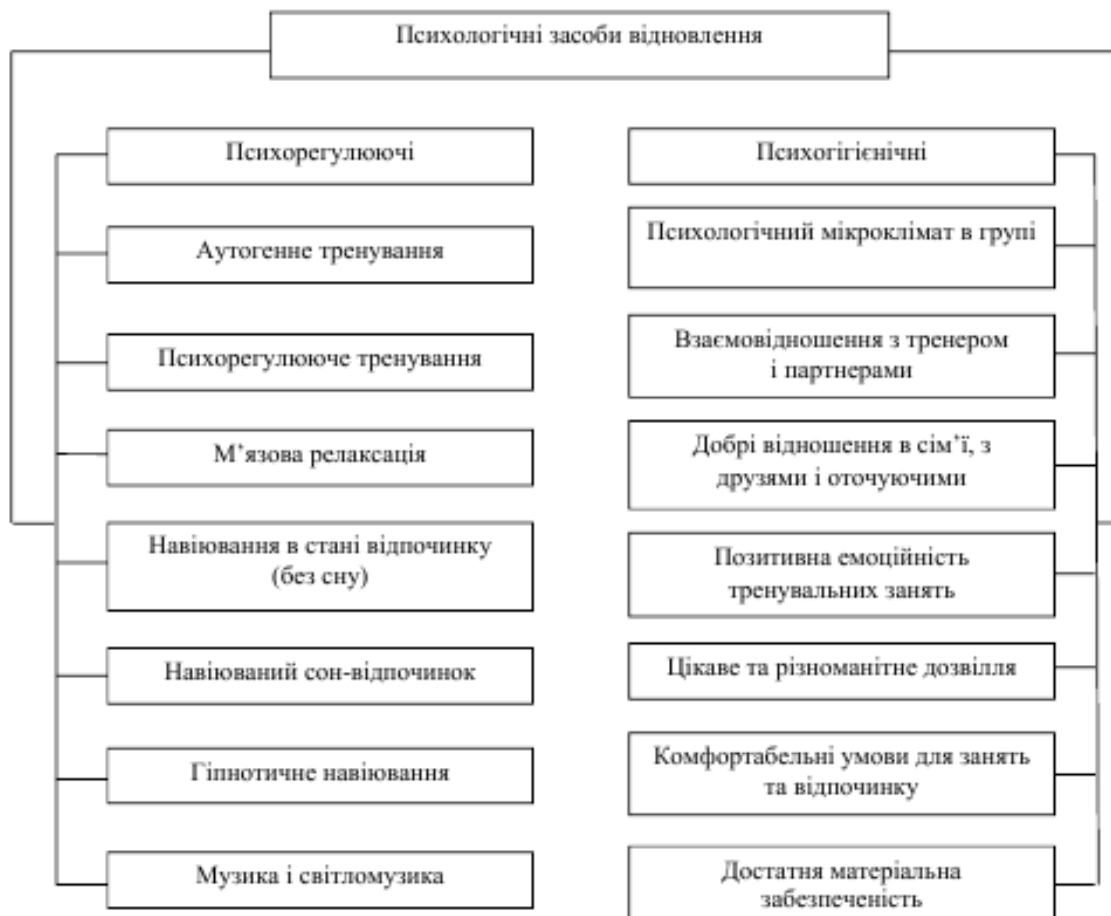 Психологічні засоби відновлення
Психорегулюючі
Аутогенне тренування
Психорегулююче тренування
М’язова релаксація
Навіювання в стані відпочинку
(без сну)
Навіюваний сон-відпочинок
Гіпнотичне навіювання
Музика і світломузика
Психогігієнічні
Психологічний мікроклімат в групі
Взаємовідношення з тренером
і партнерами
Добрі відношення в сім’ї, з
друзями і оточуючими
Позитивна емоційність
тренувальних занять
Цікаве та різноманітне дозвілля
Комфортабельні умови для занять
та відпочинку
Достатня матеріальна
забезпеченість